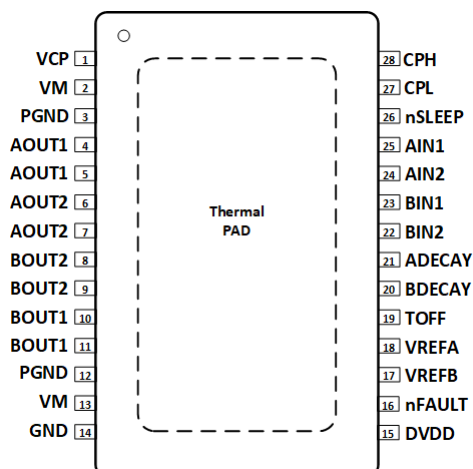 VCP 1 28 CPH
VM 2 27 CPL
PGND 3 26 nSLEEP
AOUT1 4 25 AIN1
AOUT1 5 24 AIN2
AOUT2 6 23 BIN1
AOUT2 7 22 BIN2
Thermal
PAD
BOUT2 8 21 ADECAY
BOUT2 9 20 BDECAY
BOUT1 10 19 TOFF
BOUT1 11 18 VREFA
PGND 12 17 VREFB
VM 13 16 nFAULT
GND 14 15 DVDD